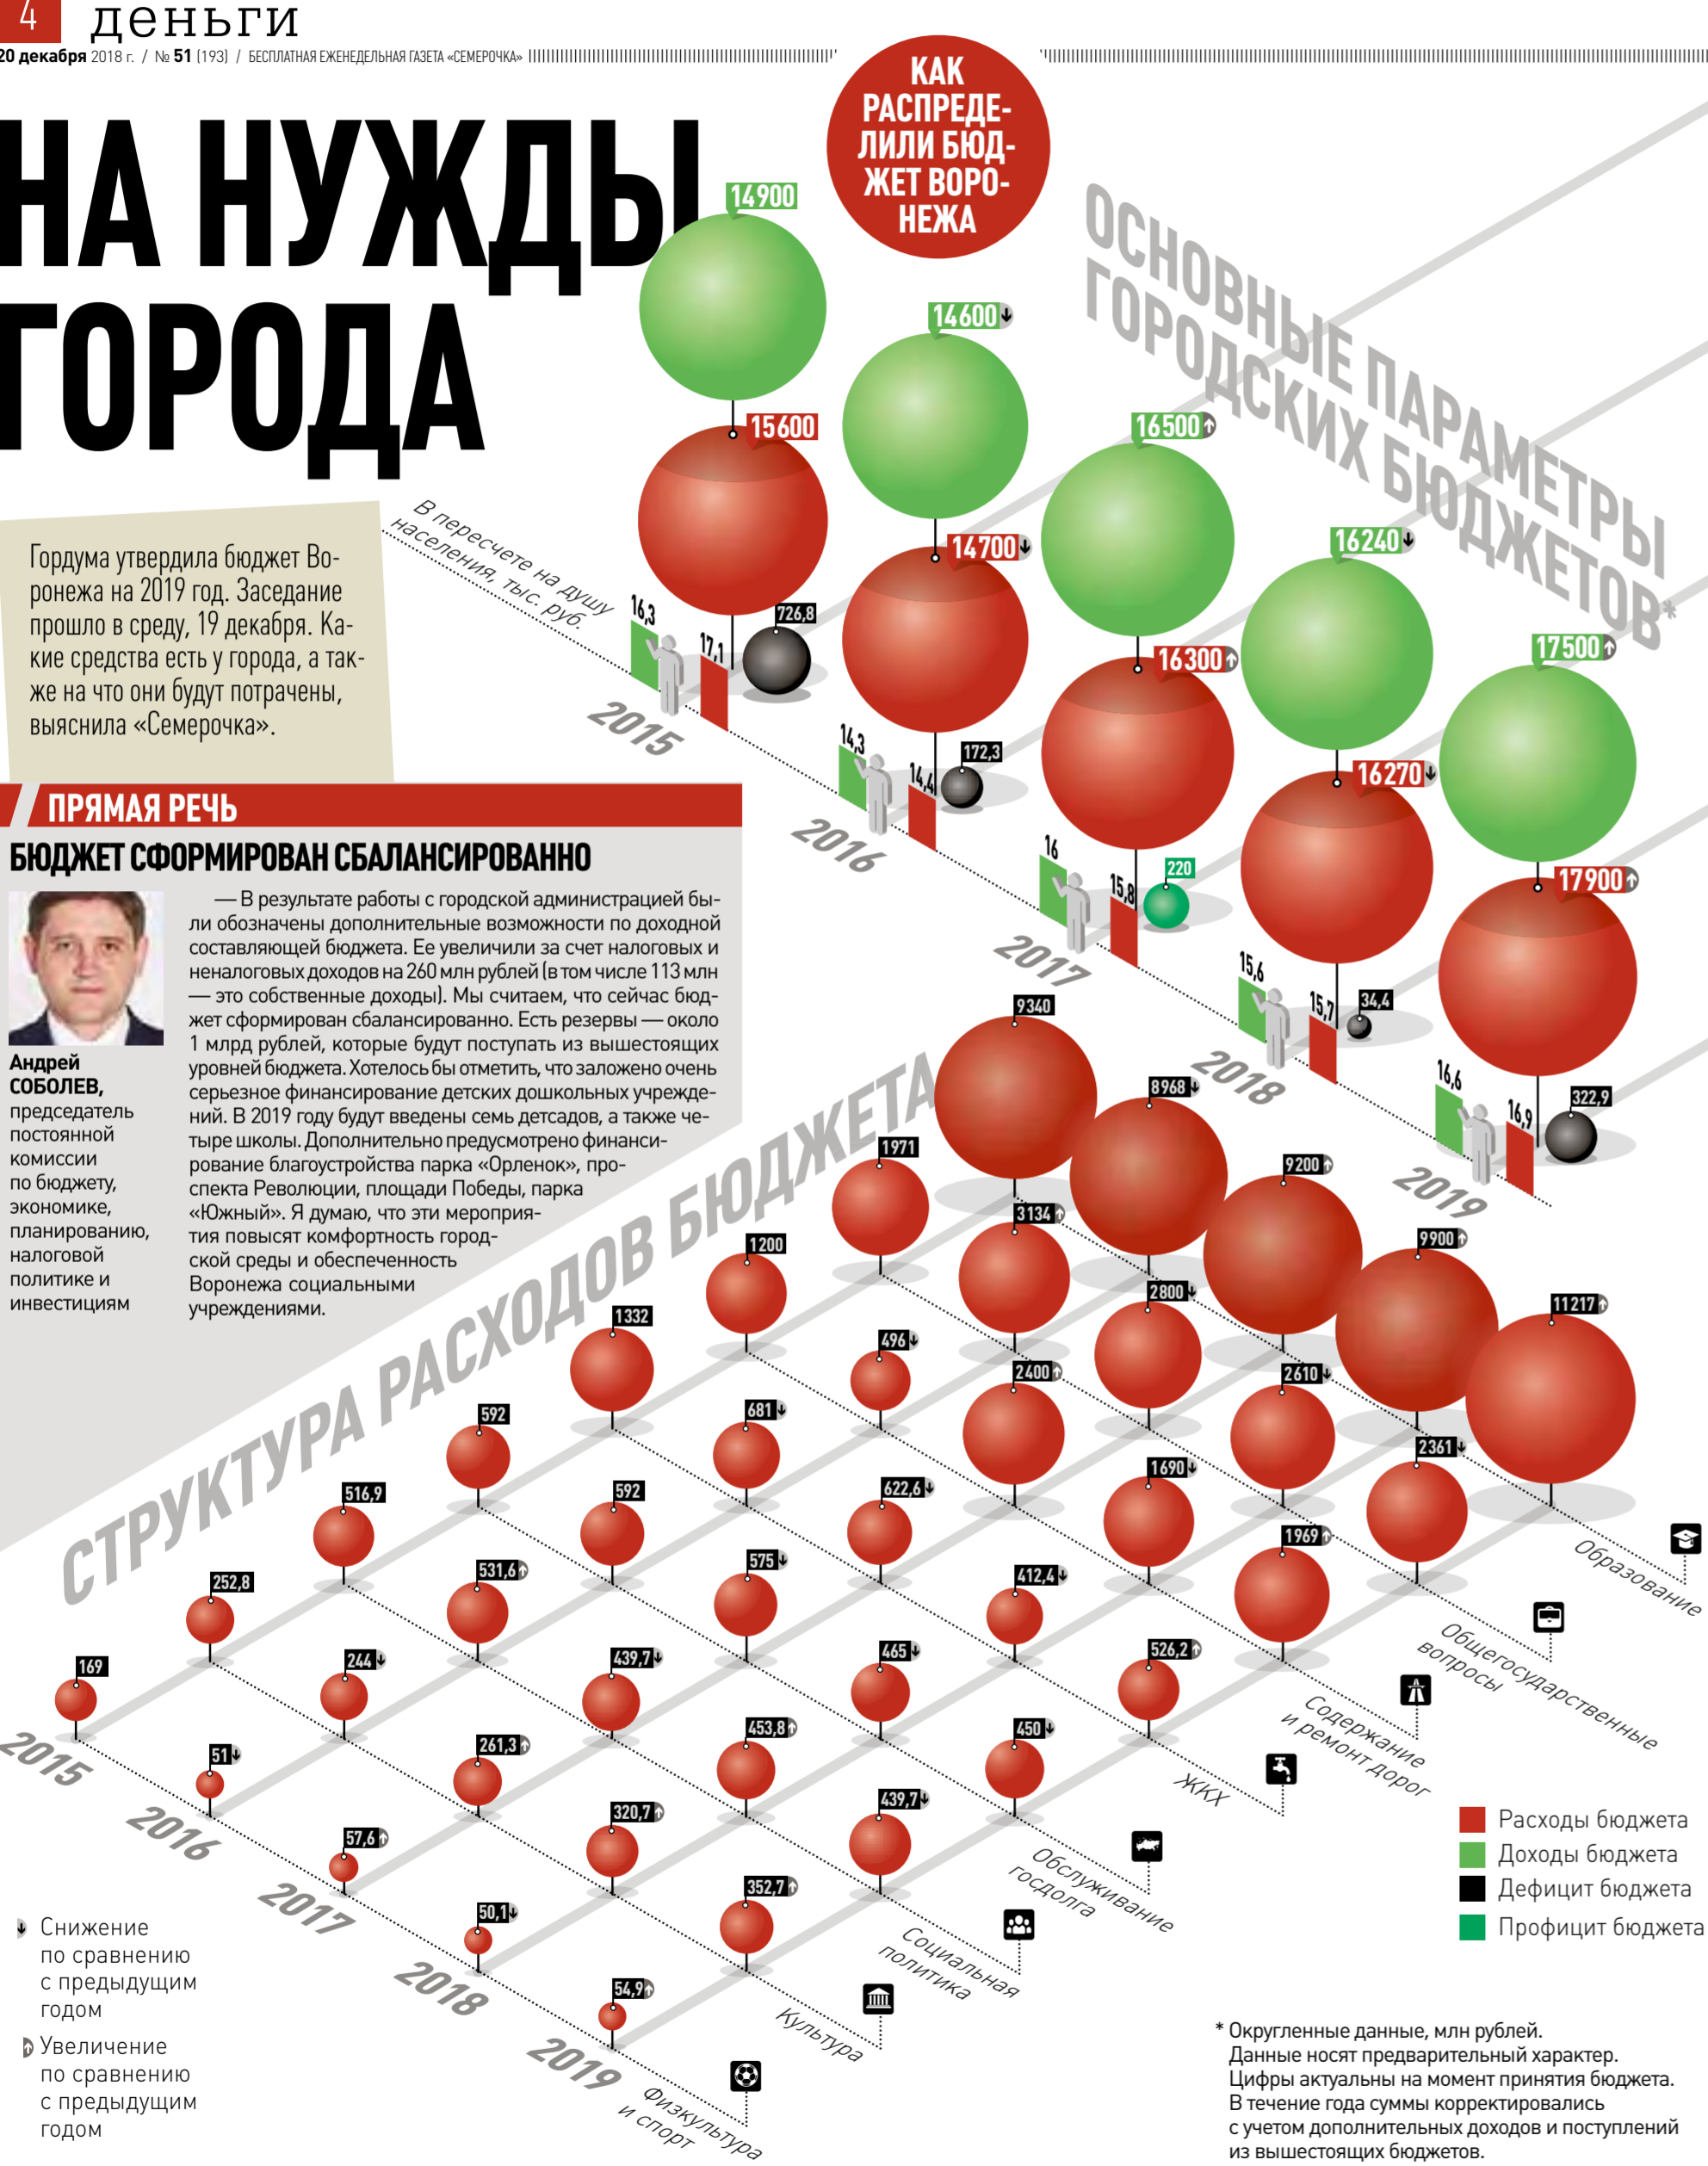 4
деньги
20 декабря 2018 г. / № 51 (193) / БЕСПЛАТНАЯ ЕЖЕНЕДЕЛЬНАЯ ГАЗЕТА «СЕМЕРОЧКА»
НА НУЖДЫ
ГОРОДА
КАК
РАСПРЕДЕ-
ЛИЛИ БЮД-
ЖЕТ ВОРО-
НЕЖА
Гордума утвердила бюджет Во-
ронежа на 2019 год. Заседание
прошло в среду, 19 декабря. Ка-
кие средства есть у города, а так-
же на что они будут потрачены,
выяснила «Семерочка».
ПРЯМАЯ РЕЧЬ
БЮДЖЕТ СФОРМИРОВАН СБАЛАНСИРОВАННО
Андрей
СОБОЛЕВ,
председатель
постоянной
комиссии
по бюджету,
экономике,
планированию,
налоговой
политике и
инвестициям
— В результате работы с городской администрацией бы-
ли обозначены дополнительные возможности по доходной
составляющей бюджета. Ее увеличили за счет налоговых и
неналоговых доходов на 260 млн рублей (в том числе 113 млн
— это собственные доходы). Мы считаем, что сейчас бюд-
жет сформирован сбалансированно. Есть резервы — около
1 млрд рублей, которые будут поступать из вышестоящих
уровней бюджета. Хотелось бы отметить, что заложено очень
серьезное финансирование детских дошкольных учрежде-
ний. В 2019 году будут введены семь детсадов, а также че-
тыре школы. Дополнительно предусмотрено финанси-
рование благоустройства парка «Орленок», про-
спекта Революции, площади Победы, парка
«Южный». Я думаю, что эти мероприя-
тия повысят комфортность город-
ской среды и обеспеченность
Воронежа социальными
учреждениями.
ОСНОВНЫЕ ПАРАМЕТРЫ
ГОРОДСКИХ БЮДЖЕТОВ*
В пересчете на душу
населения, тыс. руб.
14900
15600
16,3
17,1
726,8
2015
14600
14700
14,3
14,4
172,3
2016
16500
16300
16
15,8
220
2017
16240
16270
15,6
15,7
34,4
2018
17500
17900
16,6
16,9
322,9
2019
СТРУКТУРА РАСХОДОВ БЮДЖЕТА
9340
8968
9200
9900
11217
Образование
1971
3134
2800
2610
2361
Общегосударственные
вопросы
1200
496
2400
1690
1969
Содержание
и ремонт дорог
1332
681
622,6
412,4
526,2
ЖКХ
592
592
575
465
450
Обслуживание
госдолга
516,9
531,6
439,7
453,8
439,7
Социальная
политика
252,8
244
261,3
320,7
352,7
Культура
169
51
57,6
50,1
54,9
Физкультура
и спорт
2015
2016
2017
2018
2019
Снижение
по сравнению
с предыдущим
годом
Увеличение
по сравнению
с предыдущим
годом
Расходы бюджета
Доходы бюджета
Дефицит бюджета
Профицит бюджета
* Округленные данные, млн рублей.
Данные носят предварительный характер.
Цифры актуальны на момент принятия бюджета.
В течение года суммы корректировались
с учетом дополнительных доходов и поступлений
из вышестоящих бюджетов.